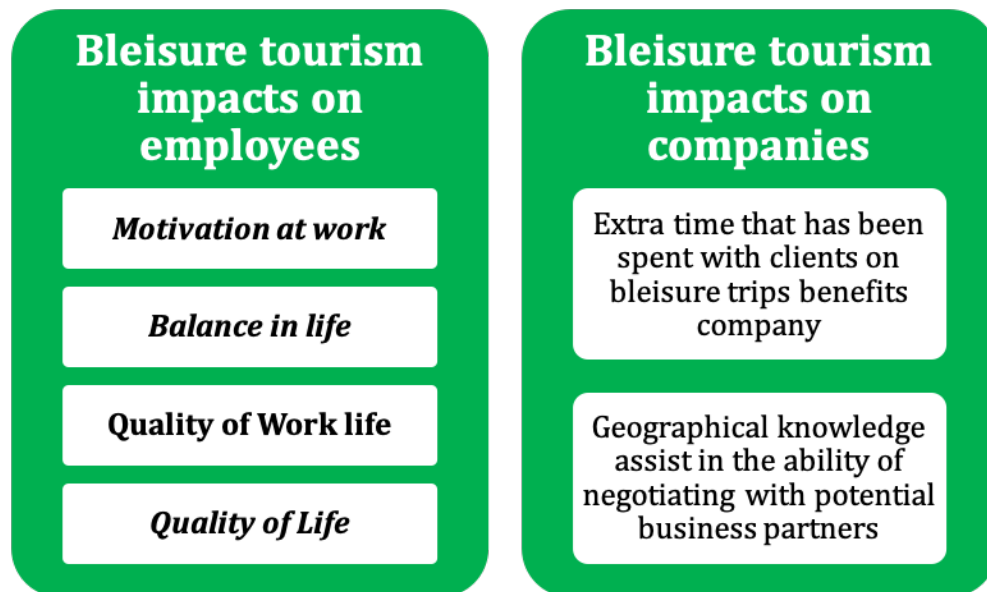 Bleisure tourism
impacts on
employees
Motivation at work
Balance in life
Quality of Work life
Quality of Life
Bleisure tourism
impacts on
companies
Extra time that has been
spent with clients on
bleisure trips benefits
company
Geographical knowledge
assist in the ability of
negotiating with potential
business partners